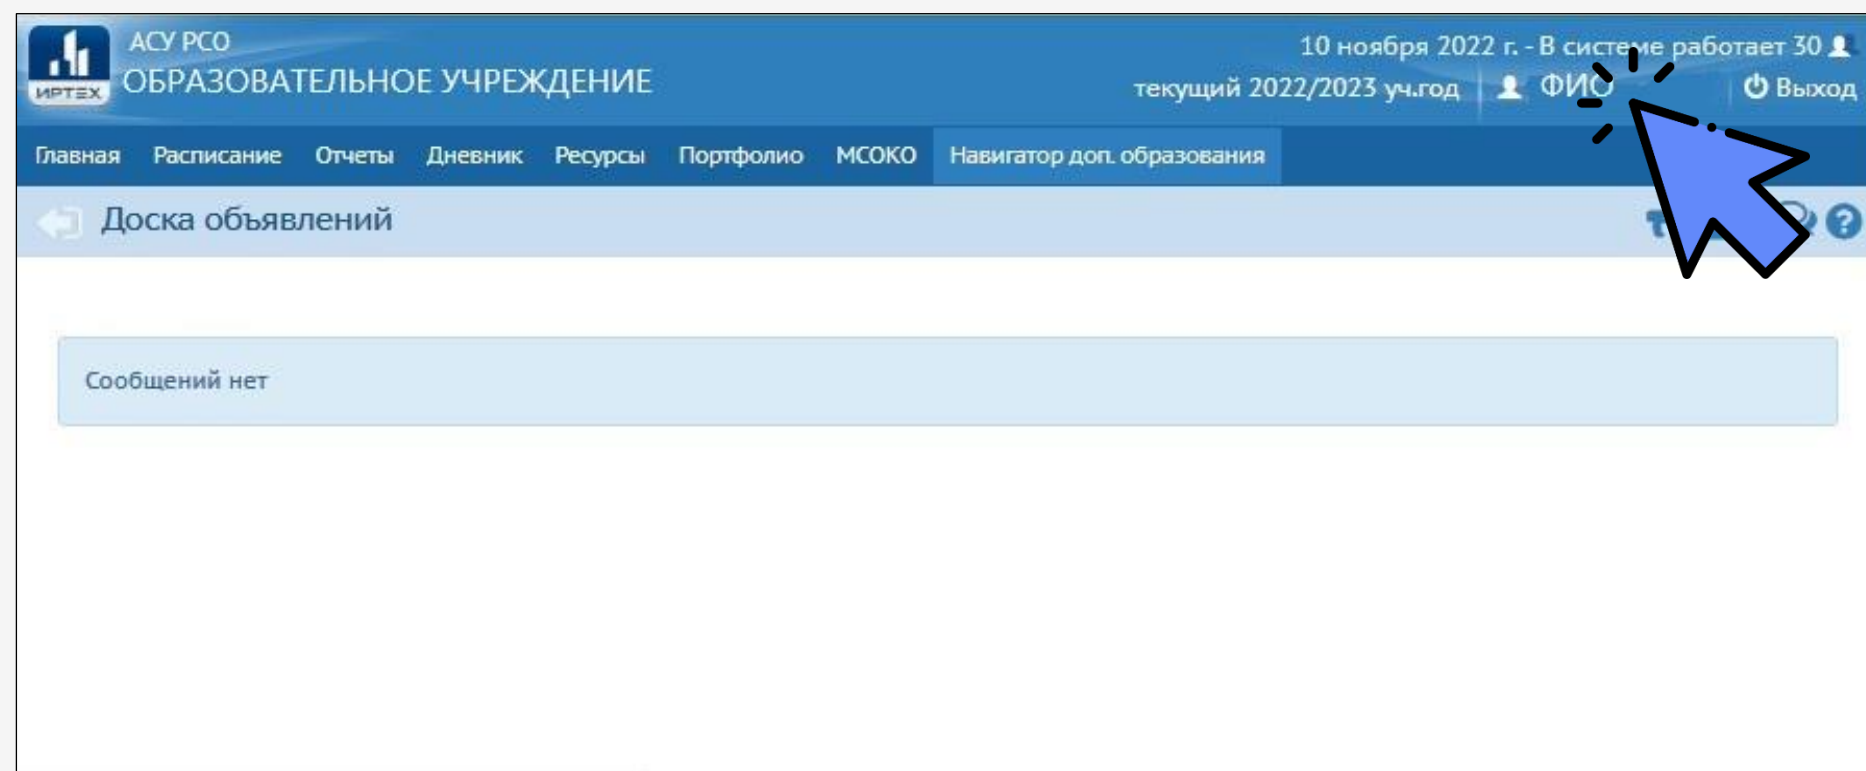 АСУ РСО
ОБРАЗОВАТЕЛЬНОЕ УЧРЕЖДЕНИЕ
ИРТЕХ
10 ноября 2022 г. - В системе работает 30
текущий 2022/2023 уч.год ФИО Выход
Главная Расписание Отчеты Дневник Ресурсы Портфолио МСОКО Навигатор доп. образования
Доска объявлений
Сообщений нет